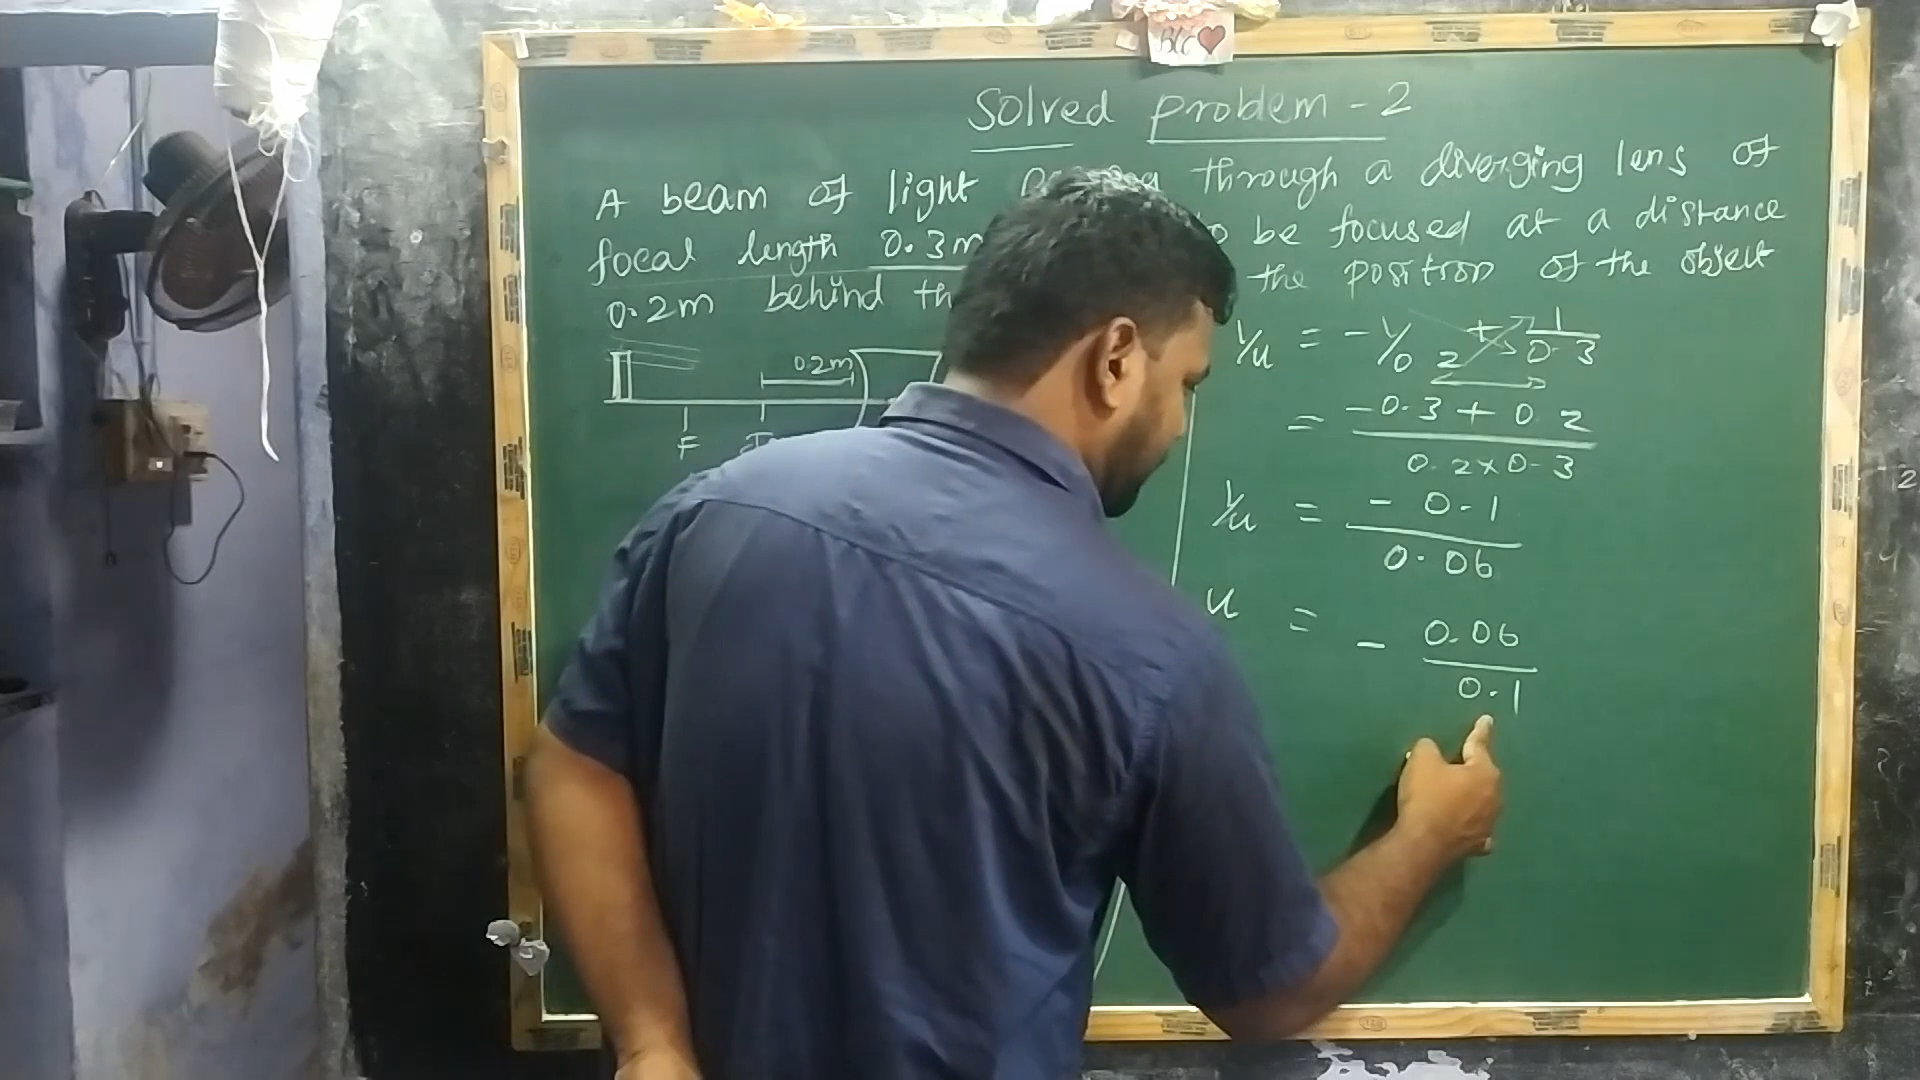 BLC
Solved problem - 2
A beam of light through a diverging lens of
focal length 0.3m be focused at a distance
0.2m behind the position of the object
0.2m
F
1/u = - 1/0.2 + 1/0.3
= -0.3 + 0.2
0.2 x 0.3
1/u = - 0.1
0.06
u = - 0.06
0.1